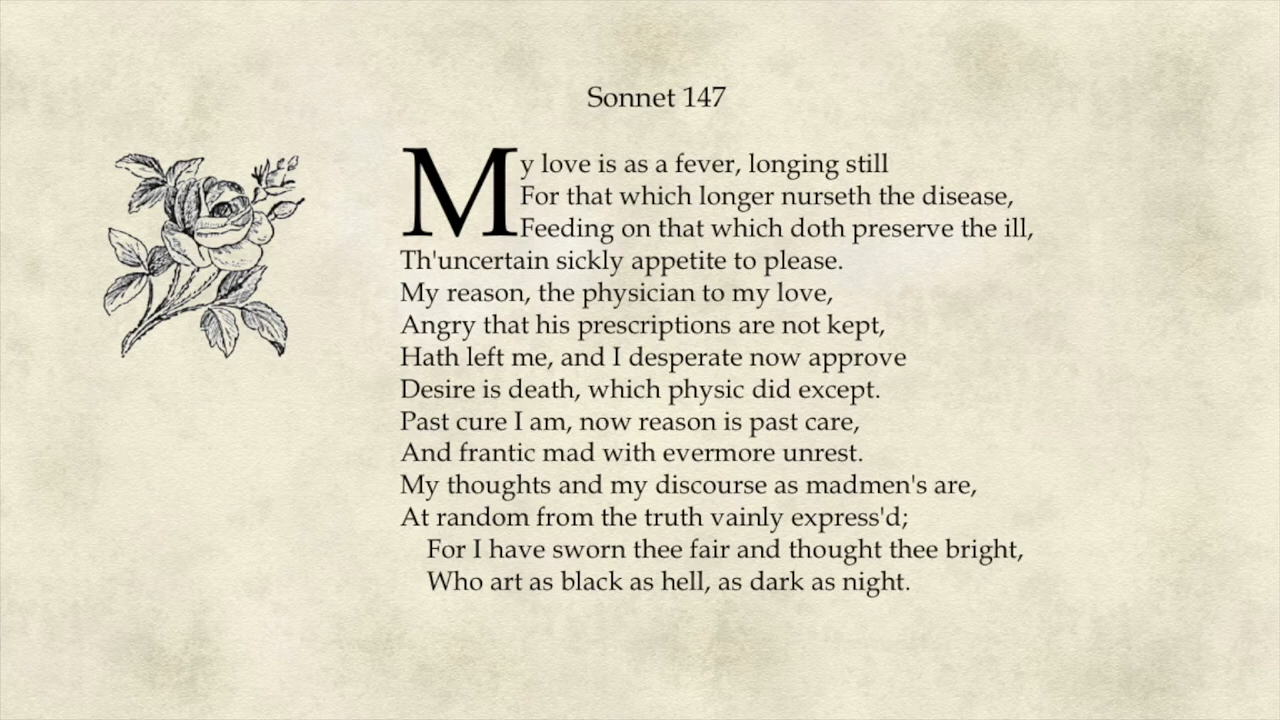 Sonnet 147
My love is as a fever, longing still
For that which longer nurseth the disease,
Feeding on that which doth preserve the ill,
Th'uncertain sickly appetite to please.
My reason, the physician to my love,
Angry that his prescriptions are not kept,
Hath left me, and I desperate now approve
Desire is death, which physic did except.
Past cure I am, now reason is past care,
And frantic mad with evermore unrest.
My thoughts and my discourse as madmen's are,
At random from the truth vainly express'd;
For I have sworn thee fair and thought thee bright,
Who art as black as hell, as dark as night.